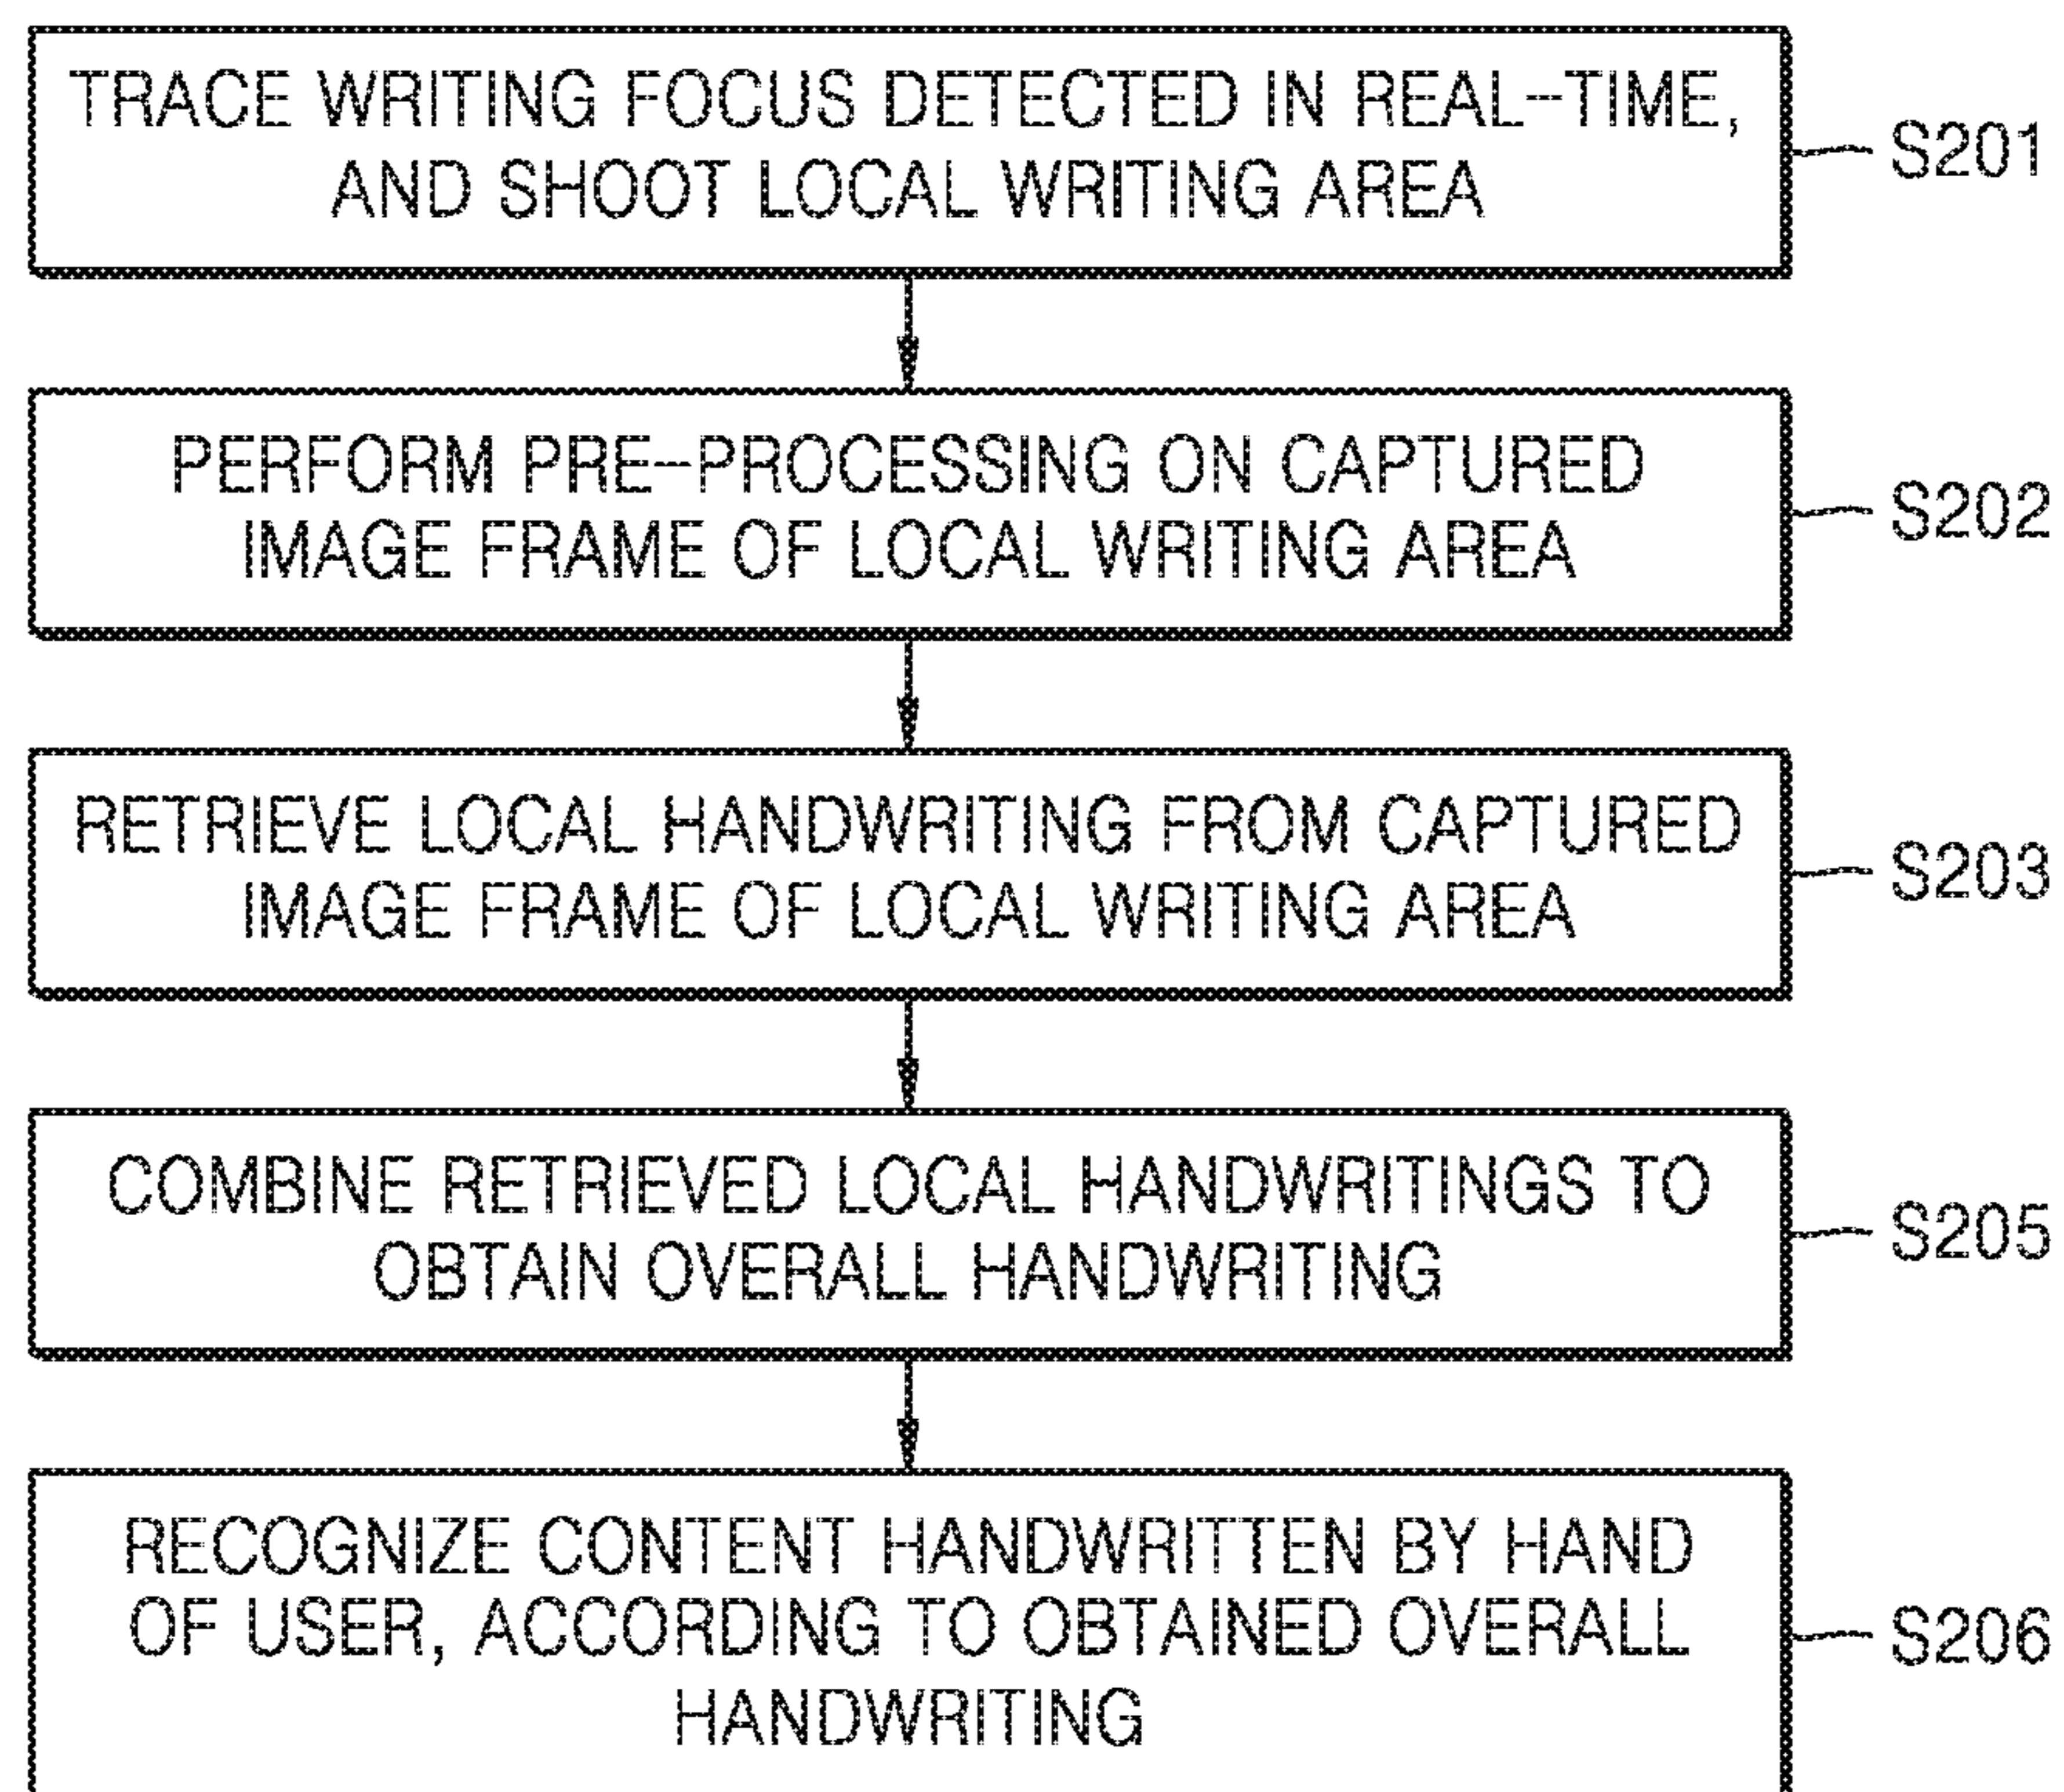 TRACE WRITING FOCUS DETECTED IN REAL-TIME,
AND SHOOT LOCAL WRITING AREA
S201
PERFORM PRE-PROCESSING ON CAPTURED
IMAGE FRAME OF LOCAL WRITING AREA
S202
RETRIEVE LOCAL HANDWRITING FROM CAPTURED
IMAGE FRAME OF LOCAL WRITING AREA
S203
COMBINE RETRIEVED LOCAL HANDWRITINGS TO
OBTAIN OVERALL HANDWRITING
S205
RECOGNIZE CONTENT HANDWRITTEN BY HAND
OF USER, ACCORDING TO OBTAINED OVERALL
HANDWRITING
S206